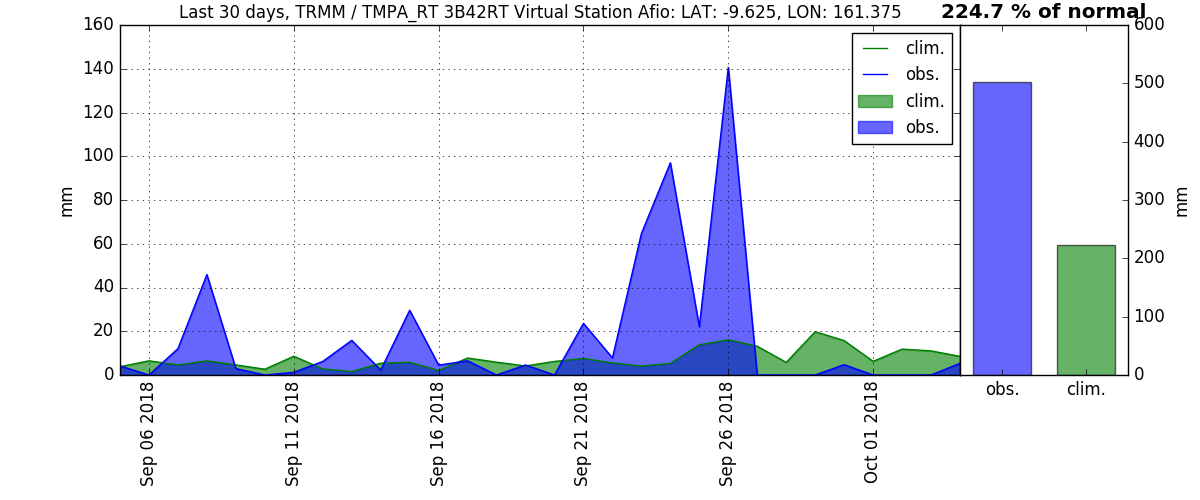 Last 30 days, TRMM / TMPA_RT 3B42RT Virtual Station Afio: LAT: -9.625, LON: 161.375
224.7 % of normal
160
140
120
100
80
60
40
20
0
mm
clim.
obs.
clim.
obs.
Sep 06 2018
Sep 11 2018
Sep 16 2018
Sep 21 2018
Sep 26 2018
Oct 01 2018
600
500
400
300
200
100
0
mm
obs.
clim.